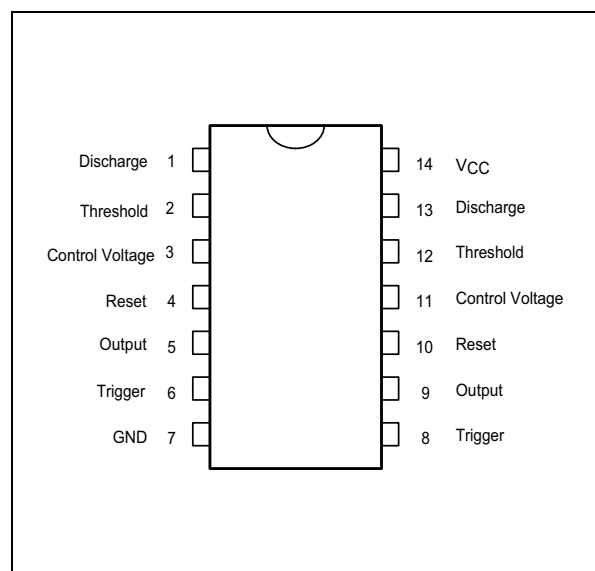 Discharge 1
Threshold 2
Control Voltage 3
Reset 4
Output 5
Trigger 6
GND 7
14 VCC
13 Discharge
12 Threshold
11 Control Voltage
10 Reset
9 Output
8 Trigger